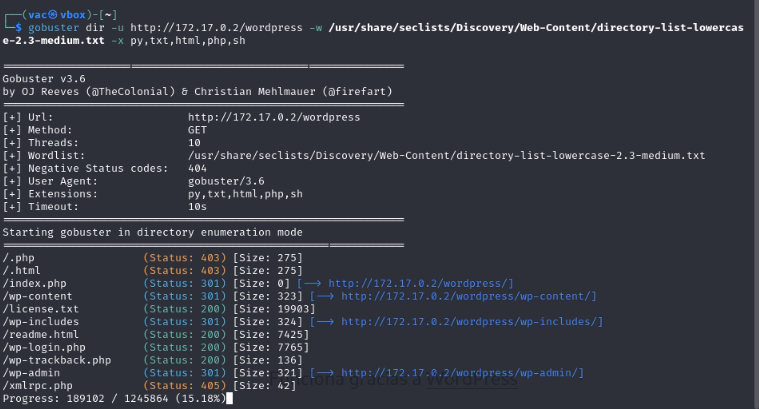 ┌──(vac㉿vbox)-[~]
└─$ gobuster dir -u http://172.17.0.2/wordpress -w /usr/share/seclists/Discovery/Web-Content/directory-list-lowercas
e-2.3-medium.txt -x py,txt,html,php,sh
===============================================================
Gobuster v3.6
by OJ Reeves (@TheColonial) & Christian Mehlmauer (@firefart)
===============================================================
[+] Url:                     http://172.17.0.2/wordpress
[+] Method:                  GET
[+] Threads:                 10
[+] Wordlist:                /usr/share/seclists/Discovery/Web-Content/directory-list-lowercase-2.3-medium.txt
[+] Negative Status codes:   404
[+] User Agent:              gobuster/3.6
[+] Extensions:              py,txt,html,php,sh
[+] Timeout:                 10s
===============================================================
Starting gobuster in directory enumeration mode
===============================================================
/.php                 (Status: 403) [Size: 275]
/.html                (Status: 403) [Size: 275]
/index.php            (Status: 301) [Size: 0] [--> http://172.17.0.2/wordpress/]
/wp-content           (Status: 301) [Size: 323] [--> http://172.17.0.2/wordpress/wp-content/]
/license.txt          (Status: 200) [Size: 19903]
/wp-includes          (Status: 301) [Size: 324] [--> http://172.17.0.2/wordpress/wp-includes/]
/readme.html          (Status: 200) [Size: 7425]
/wp-login.php         (Status: 200) [Size: 7765]
/wp-trackback.php     (Status: 200) [Size: 136]
/wp-admin             (Status: 301) [Size: 321] [--> http://172.17.0.2/wordpress/wp-admin/]
gracias a WordPress
/xmlrpc.php           (Status: 405) [Size: 42]
Progress: 189102 / 1245864 (15.18%)